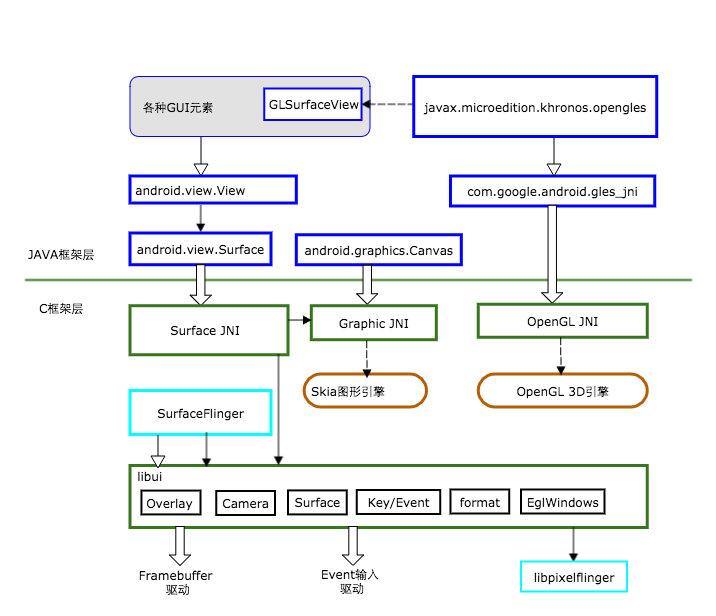 各种GUI元素
GLSurfaceView
javax.microedition.khronos.opengles
android.view.View
com.google.android.gles_jni
JAVA框架层
android.view.Surface
android.graphics.Canvas
C框架层
Surface JNI
Graphic JNI
OpenGL JNI
Skia图形引擎
OpenGL 3D引擎
SurfaceFlinger
libui
Overlay
Camera
Surface
Key/Event
format
EglWindows
Framebuffer
驱动
Event输入
驱动
libpixelflinger